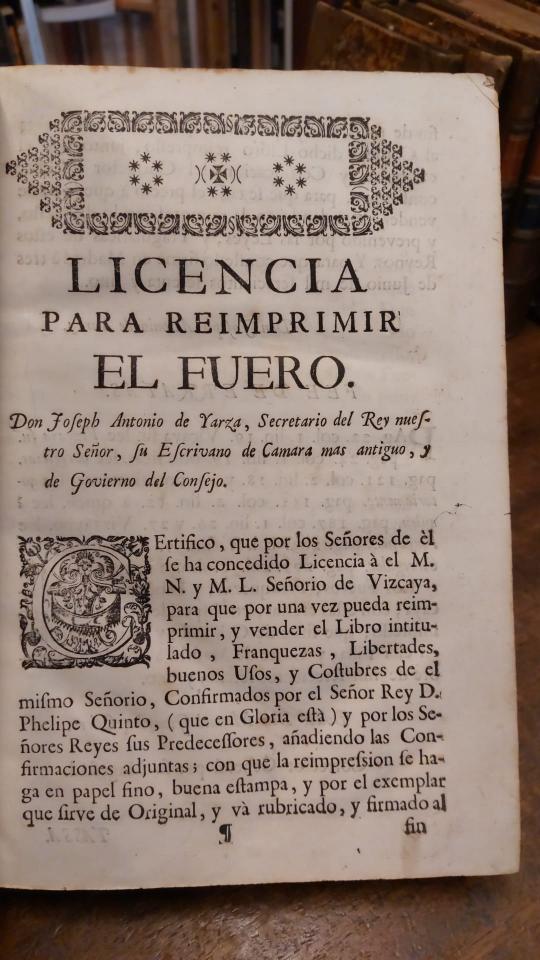 LICENCIA
PARA REIMPRIMIR
EL FUERO.
Don Joſeph Antonio de Yarza, Secretario del Rey nueſ-
tro Señor, ſu Eſcrivano de Camara mas antiguo, y
de Govierno del Conſejo.
CErtifico, que por los Señores de èl
ſe ha concedido Licencia à el M.
N. y M. L. Señorio de Vizcaya,
para que por una vez pueda reim-
primir, y vender el Libro intitu-
lado, Franquezas, Libertades,
buenos Uſos, y Coſtubres de el
miſmo Señorio, Confirmados por el Señor Rey D.
Phelipe Quinto, (que en Gloria eſtà) y por los Se-
ñores Reyes ſus Predeceſſores, añadiendo las Con-
firmaciones adjuntas; con que la reimpreſsion ſe ha-
ga en papel fino, buena eſtampa, y por el exemplar
que ſirve de Original, y và rubricado, y firmado al
¶ fin